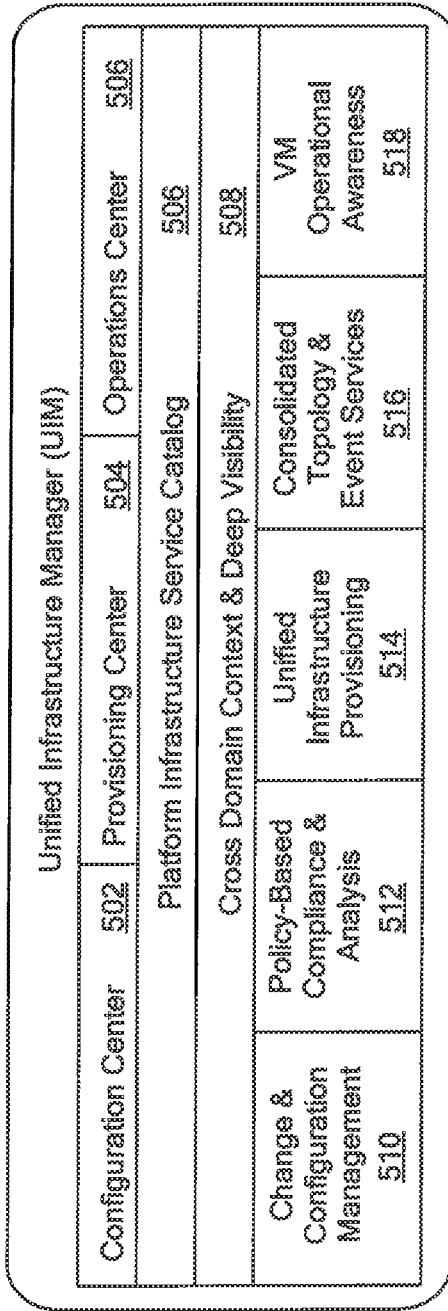 Unified Infrastructure Manager (UIM)
Configuration Center 502
Provisioning Center 504
Operations Center 506
Platform Infrastructure Service Catalog 506
Cross Domain Context & Deep Visibility 508
Change &
Configuration
Management
510
Policy-Based
Compliance &
Analysis
512
Unified
Infrastructure
Provisioning
514
Consolidated
Topology &
Event Services
516
VM
Operational
Awareness
518